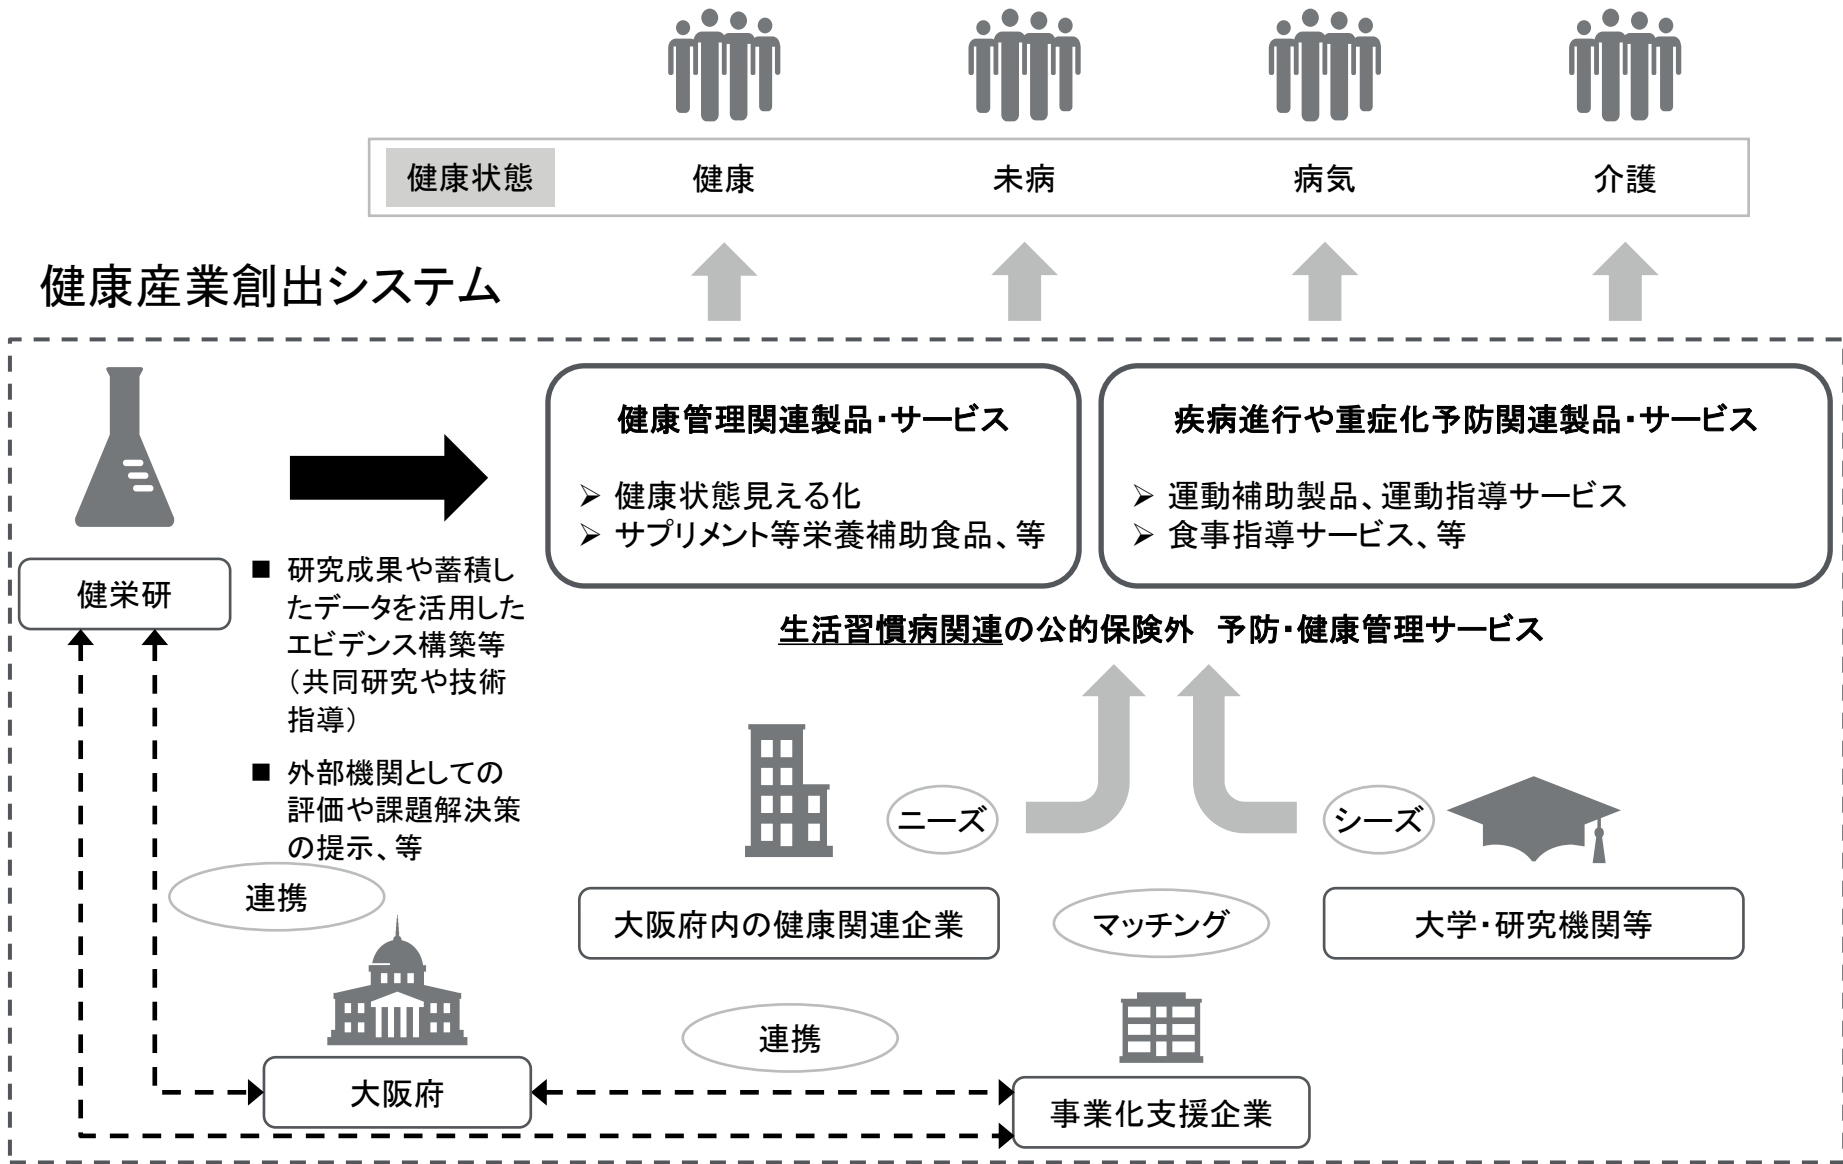 健康状態
健康
未病
病気
介護
健康産業創出システム
健康管理関連製品・サービス
➢ 健康状態見える化
➢ サプリメント等栄養補助食品、等
疾病進行や重症化予防関連製品・サービス
➢ 運動補助製品、運動指導サービス
➢ 食事指導サービス、等
健栄研
■ 研究成果や蓄積し
たデータを活用した
エビデンス構築等
（共同研究や技術
指導）
■ 外部機関としての
評価や課題解決策
の提示、等
生活習慣病関連の公的保険外 予防・健康管理サービス
ニーズ
シーズ
連携
大阪府内の健康関連企業
マッチング
大学・研究機関等
連携
大阪府
事業化支援企業